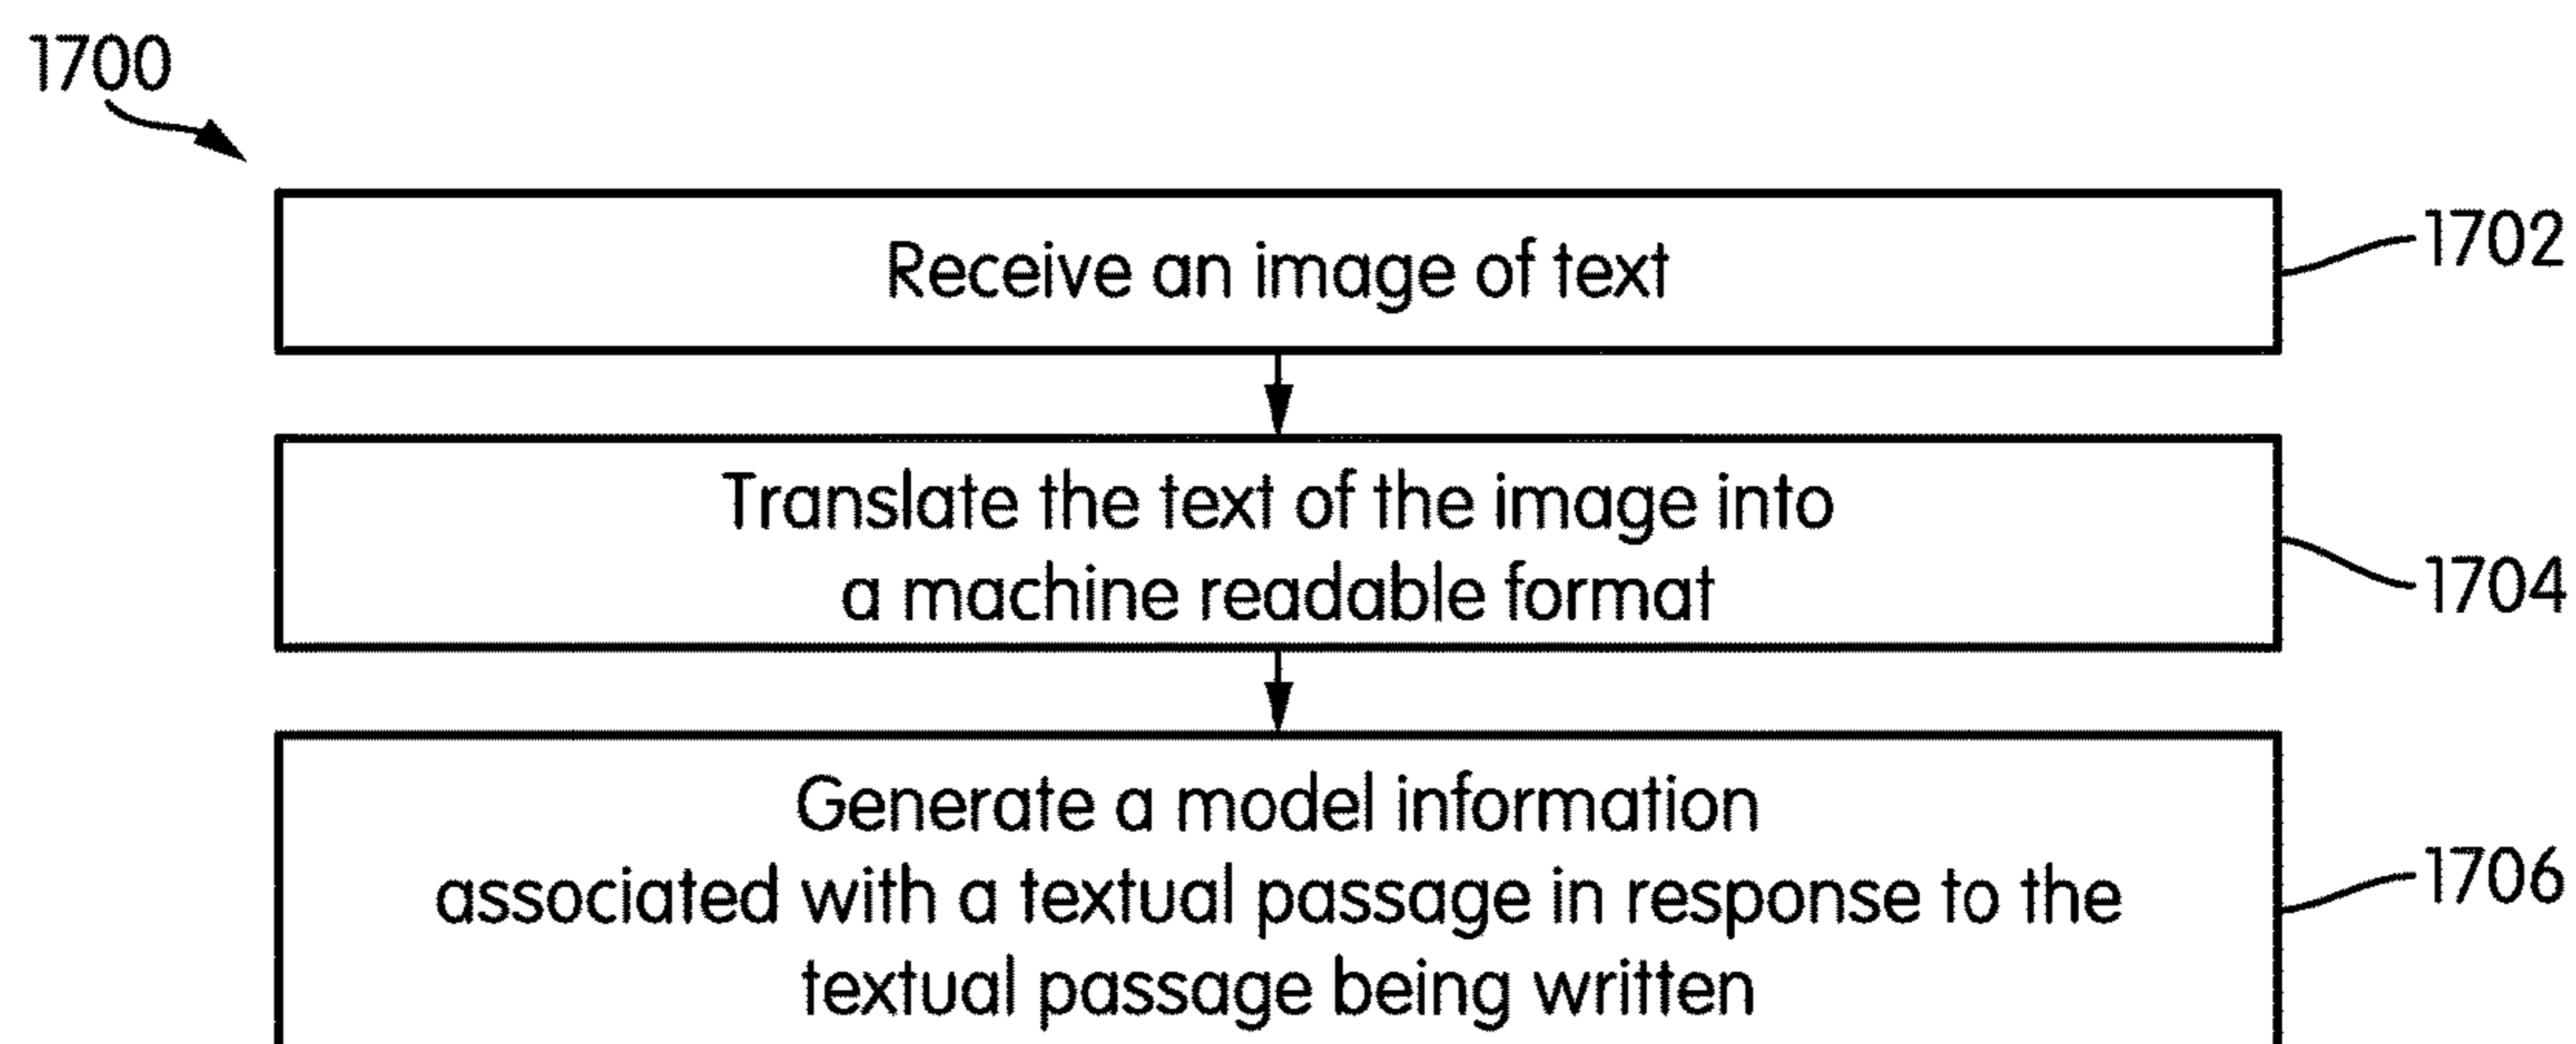 1700
Receive an image of text
1702
Translate the text of the image into
a machine readable format
1704
Generate a model information
associated with a textual passage in response to the
textual passage being written
1706